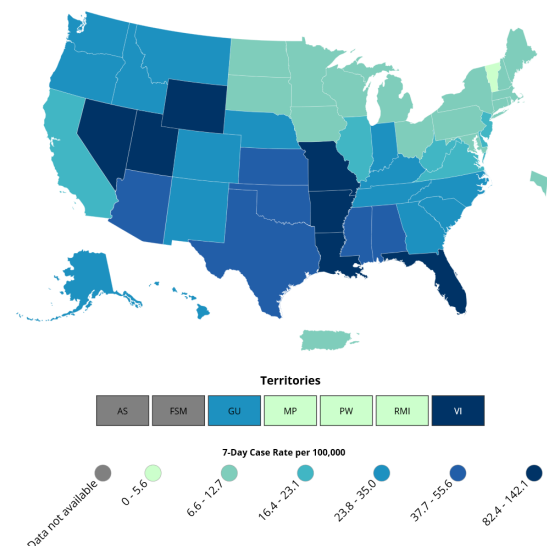 Territories
AS FSM GU MP PW RMI VI
7-Day Case Rate per 100,000
Data not available
0 - 5.6
6.6 - 12.7
16.4 - 23.1
23.8 - 35.0
37.7 - 55.6
82.4 - 142.1